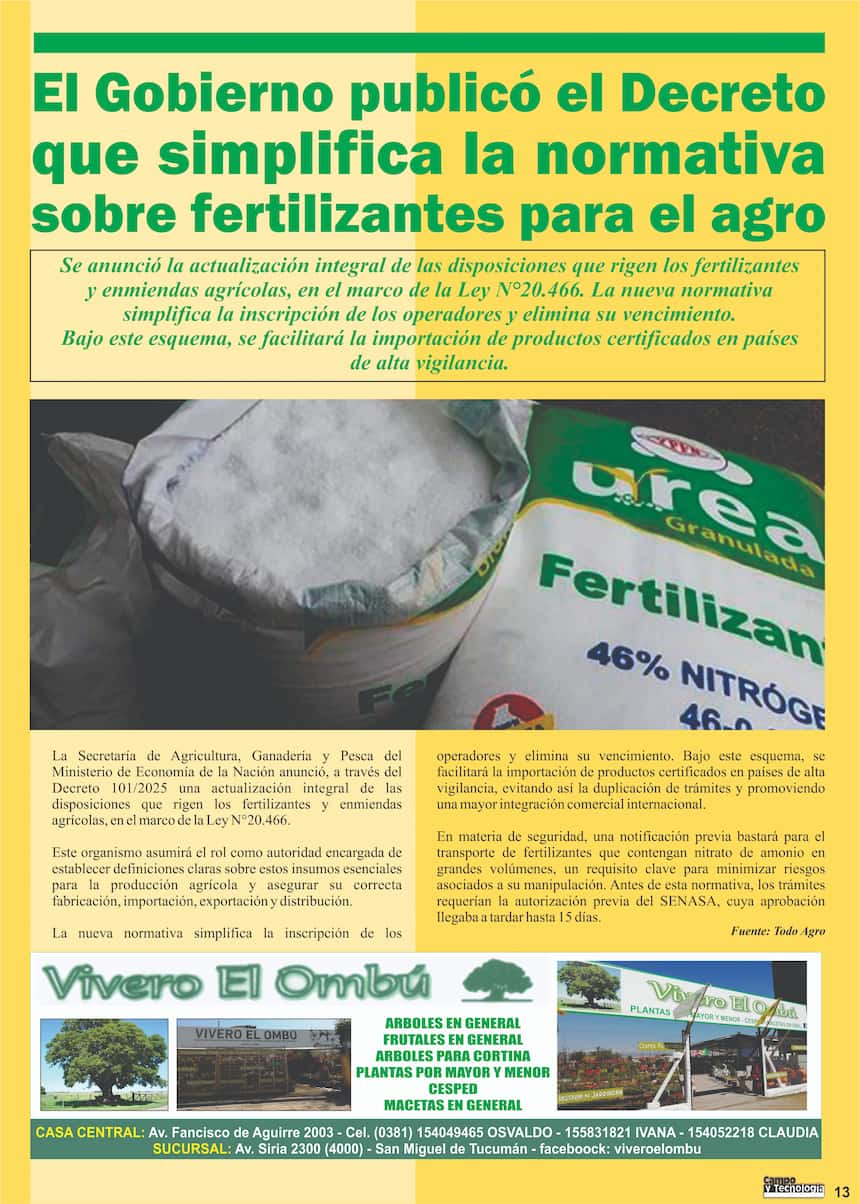 El Gobierno publicó el Decreto
que simplifica la normativa
sobre fertilizantes para el agro
Se anunció la actualización integral de las disposiciones que rigen los fertilizantes
y enmiendas agrícolas, en el marco de la Ley N°20.466. La nueva normativa
simplifica la inscripción de los operadores y elimina su vencimiento.
Bajo este esquema, se facilitará la importación de productos certificados en países
de alta vigilancia.
YPF
urea
Granulada
Fertilizan
46% NITRÓGE
46-0
Fe
La Secretaría de Agricultura, Ganadería y Pesca del
Ministerio de Economía de la Nación anunció, a través del
Decreto 101/2025 una actualización integral de las
disposiciones que rigen los fertilizantes y enmiendas
agrícolas, en el marco de la Ley N°20.466.
Este organismo asumirá el rol como autoridad encargada de
establecer definiciones claras sobre estos insumos esenciales
para la producción agrícola y asegurar su correcta
fabricación, importación, exportación y distribución.
La nueva normativa simplifica la inscripción de los
operadores y elimina su vencimiento. Bajo este esquema, se
facilitará la importación de productos certificados en países de alta
vigilancia, evitando así la duplicación de trámites y promoviendo
una mayor integración comercial internacional.
En materia de seguridad, una notificación previa bastará para el
transporte de fertilizantes que contengan nitrato de amonio en
grandes volúmenes, un requisito clave para minimizar riesgos
asociados a su manipulación. Antes de esta normativa, los trámites
requerían la autorización previa del SENASA, cuya aprobación
llegaba a tardar hasta 15 días.
Fuente: Todo Agro
Vivero El Ombú
VIVERO EL OMBÚ
ARBOLES EN GENERAL
FRUTALES EN GENERAL
ARBOLES PARA CORTINA
PLANTAS POR MAYOR Y MENOR
CESPED
MACETAS EN GENERAL
Vivero El Ombú
PLANTAS MAYOR Y MENOR
CASA CENTRAL: Av. Fancisco de Aguirre 2003 - Cel. (0381) 154049465 OSVALDO - 155831821 IVANA - 154052218 CLAUDIA
SUCURSAL: Av. Siria 2300 (4000) - San Miguel de Tucumán - faceboock: viveroelombu
Campo
Y Tecnología
13